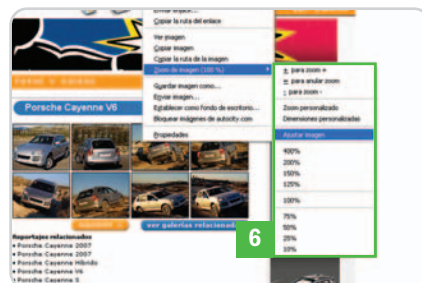 Copiar la ruta del enlace
Ver imagen
Copiar imagen
Copiar la ruta de la imagen
Zoom de imagen (100 %)
Guardar imagen como...
Enviar imagen...
Establecer como fondo de escritorio...
Bloquear imágenes de autocity.com
Propiedades
± para zoom +
= para anular zoom
: para zoom -
Zoom personalizado
Dimensiones personalizadas
Ajustar imagen
400%
200%
150%
125%
100%
75%
50%
25%
10%
Porsche Cayenne V6
ver galerías relacionadas
6
Reportajes relacionados
• Porsche Cayenne 2007
• Porsche Cayenne 2007
• Porsche Cayenne Híbrido
• Porsche Cayenne V6
• Porsche Cayenne S